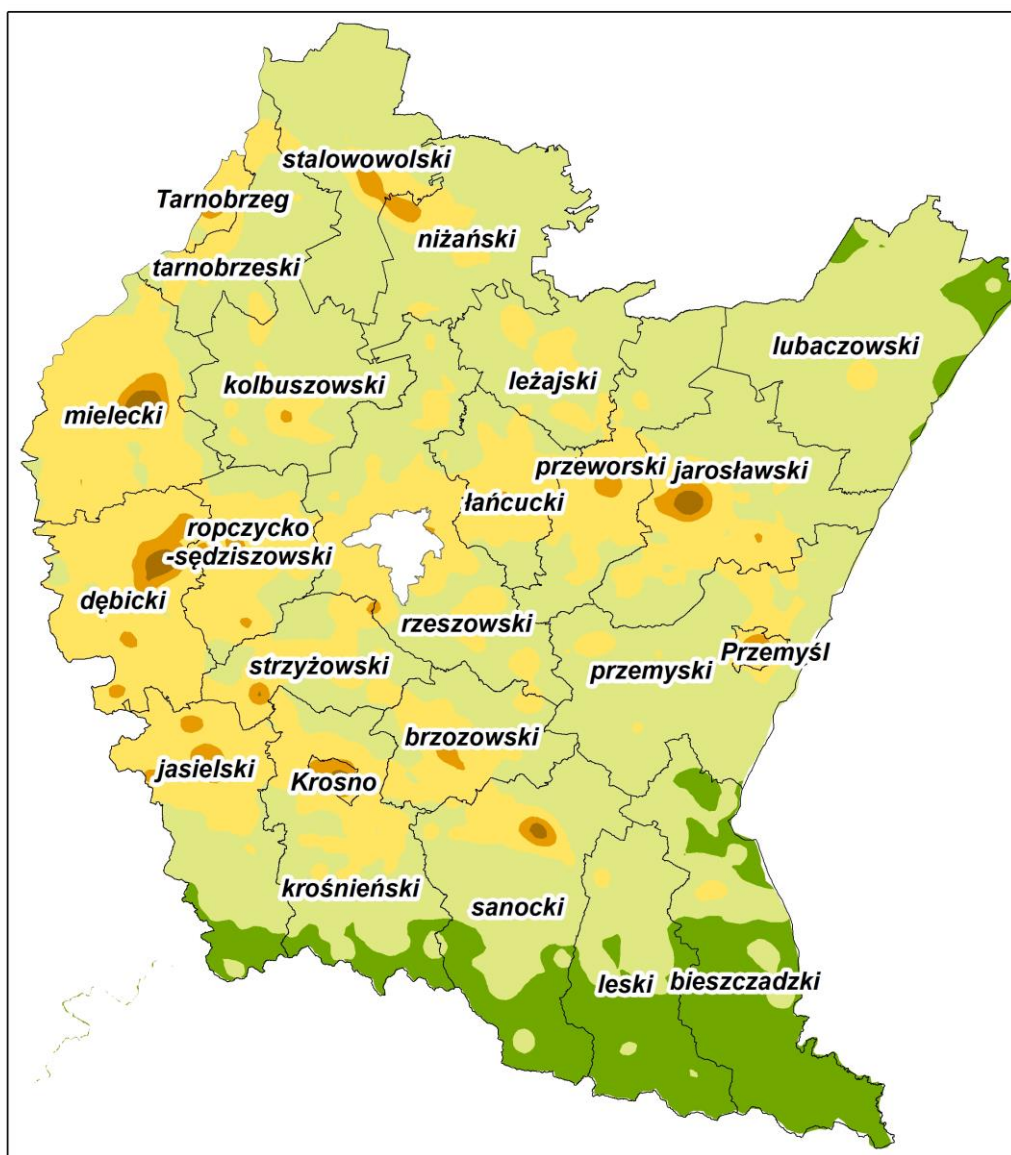 stalowowolski
Tarnobrzeg
niżański
tarnobrzeski
lubaczowski
kolbuszowski
leżajski
mielecki
przeworski
jarosławski
łańcucki
ropczycko
-sędziszowski
dębicki
rzeszowski
strzyżowski
przemyski
Przemyśl
brzozowski
jasielski
Krosno
krośnieński
sanocki
leski
bieszczadzki